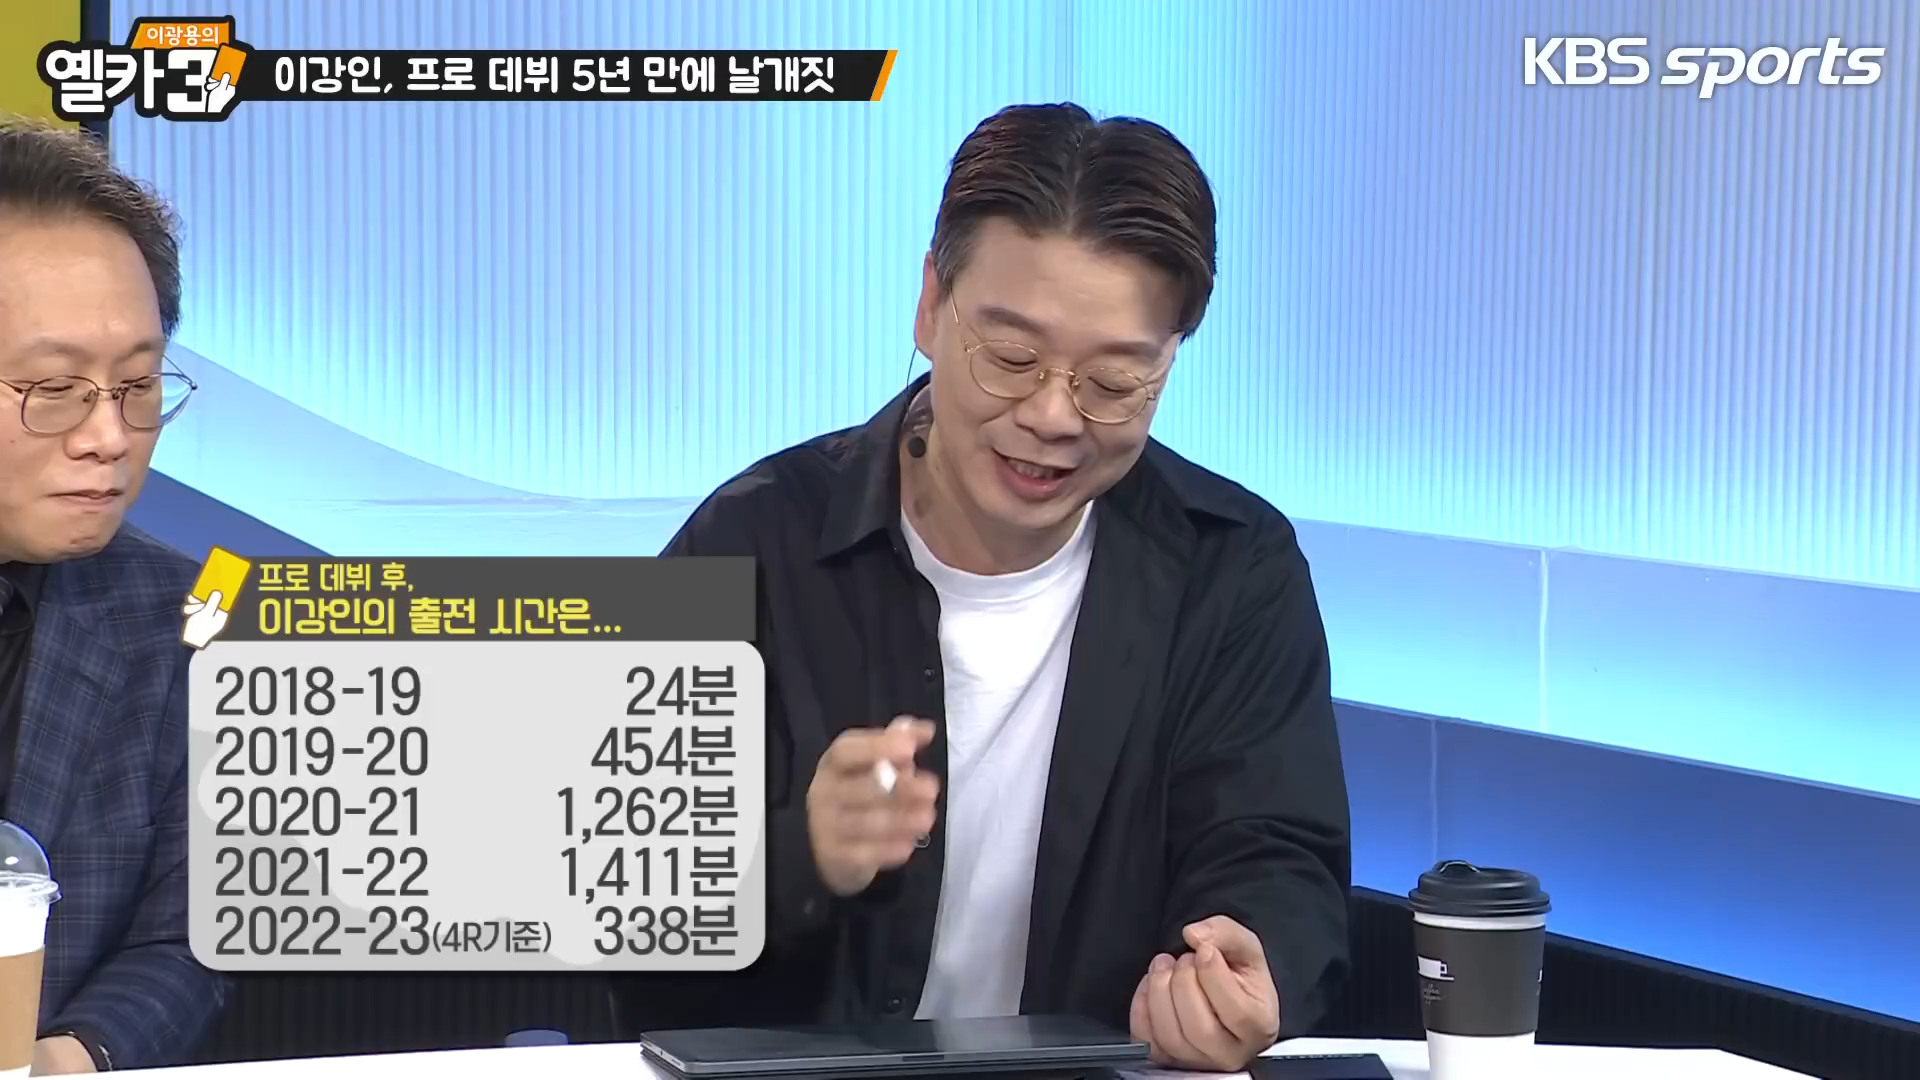 이광용의
옐카3
이강인, 프로 데뷔 5년 만에 날개짓
KBS sports
프로 데뷔 후,
이강인의 출전 시간은...
2018-19 24분
2019-20 454분
2020-21 1,262분
2021-22 1,411분
2022-23(4R기준) 338분